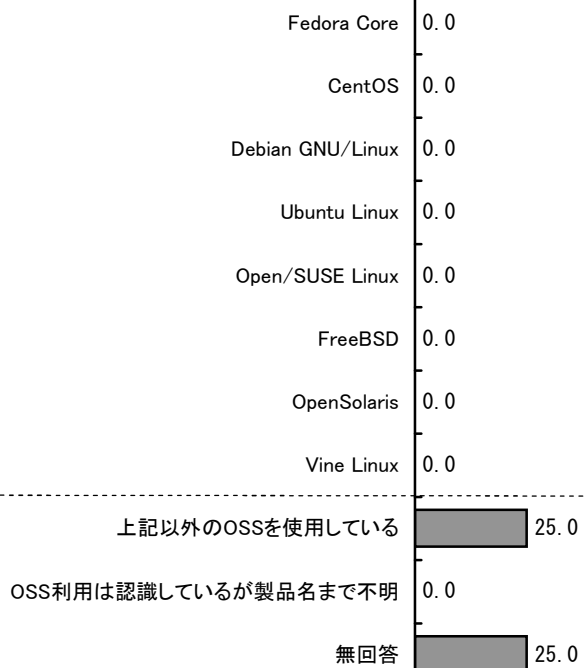 Fedora Core 0.0
CentOS 0.0
Debian GNU/Linux 0.0
Ubuntu Linux 0.0
Open/SUSE Linux 0.0
FreeBSD 0.0
OpenSolaris 0.0
Vine Linux 0.0
上記以外のOSSを使用している 25.0
OSS利用は認識しているが製品名まで不明 0.0
無回答 25.0